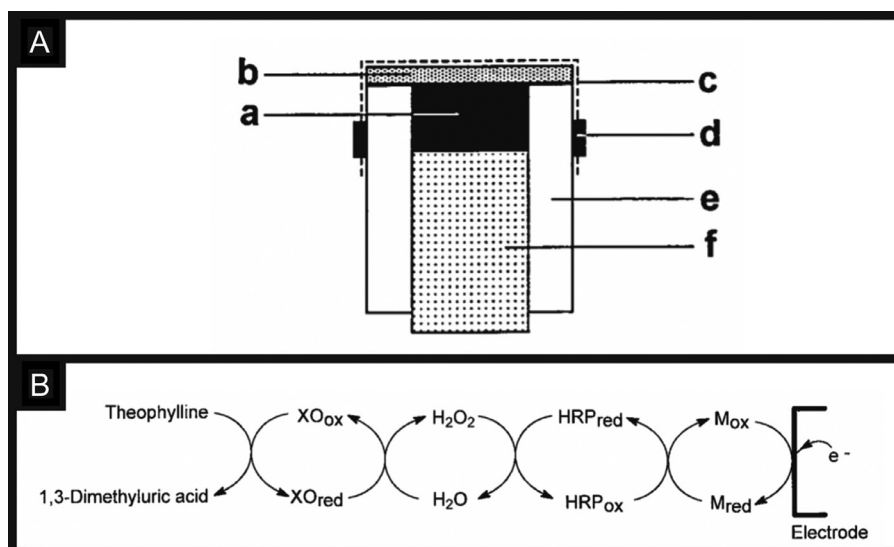 A
b
a
c
d
e
f
B
Theophylline XOox H2O2 HRPred Mox
e -
1,3-Dimethyluric acid XOred H2O HRPox Mred
Electrode